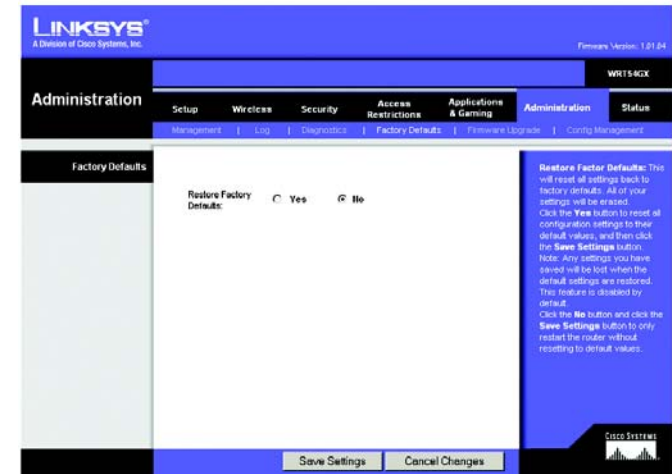 LINKSYS®
A Division of Cisco Systems, Inc.
Firmware Version: 1.01.04
WRT54GX
Administration
Setup
Wireless
Security
Access
Restrictions
Applications
& Gaming
Administration
Status
Management | Log | Diagnostics | Factory Defaults | Firmware Upgrade | Config Management
Factory Defaults
Restore Factory
Defaults:
Yes
No
Restore Factor Defaults: This
will reset all settings back to
factory defaults. All of your
settings will be erased.
Click the Yes button to reset all
configuration settings to their
default values, and then click
the Save Settings button.
Note: Any settings you have
saved will be lost when the
default settings are restored.
This feature is disabled by
default.
Click the No button and click the
Save Settings button to only
restart the router without
resetting to default values.
Save Settings
Cancel Changes
CISCO SYSTEMS